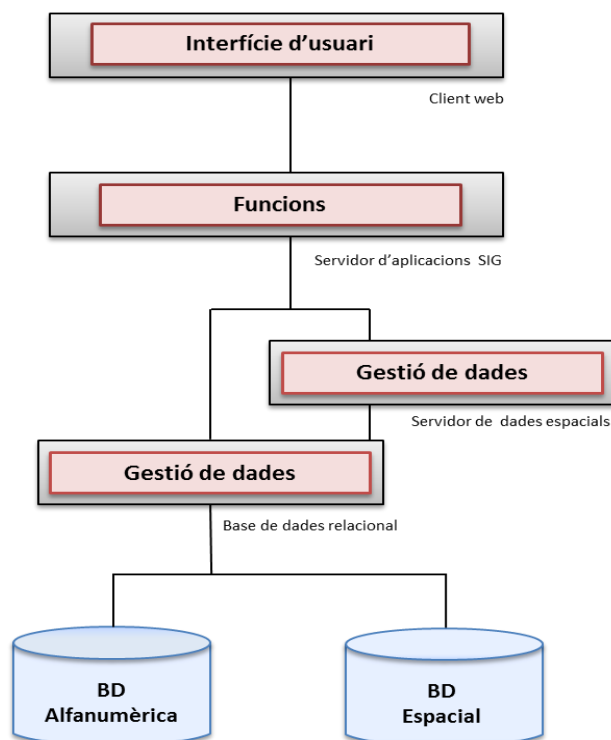 Interfície d'usuari
Client web
Funcions
Servidor d'aplicacions SIG
Gestió de dades
Servidor de dades espacials
Gestió de dades
Base de dades relacional
BD
Alfanumèrica
BD
Espacial